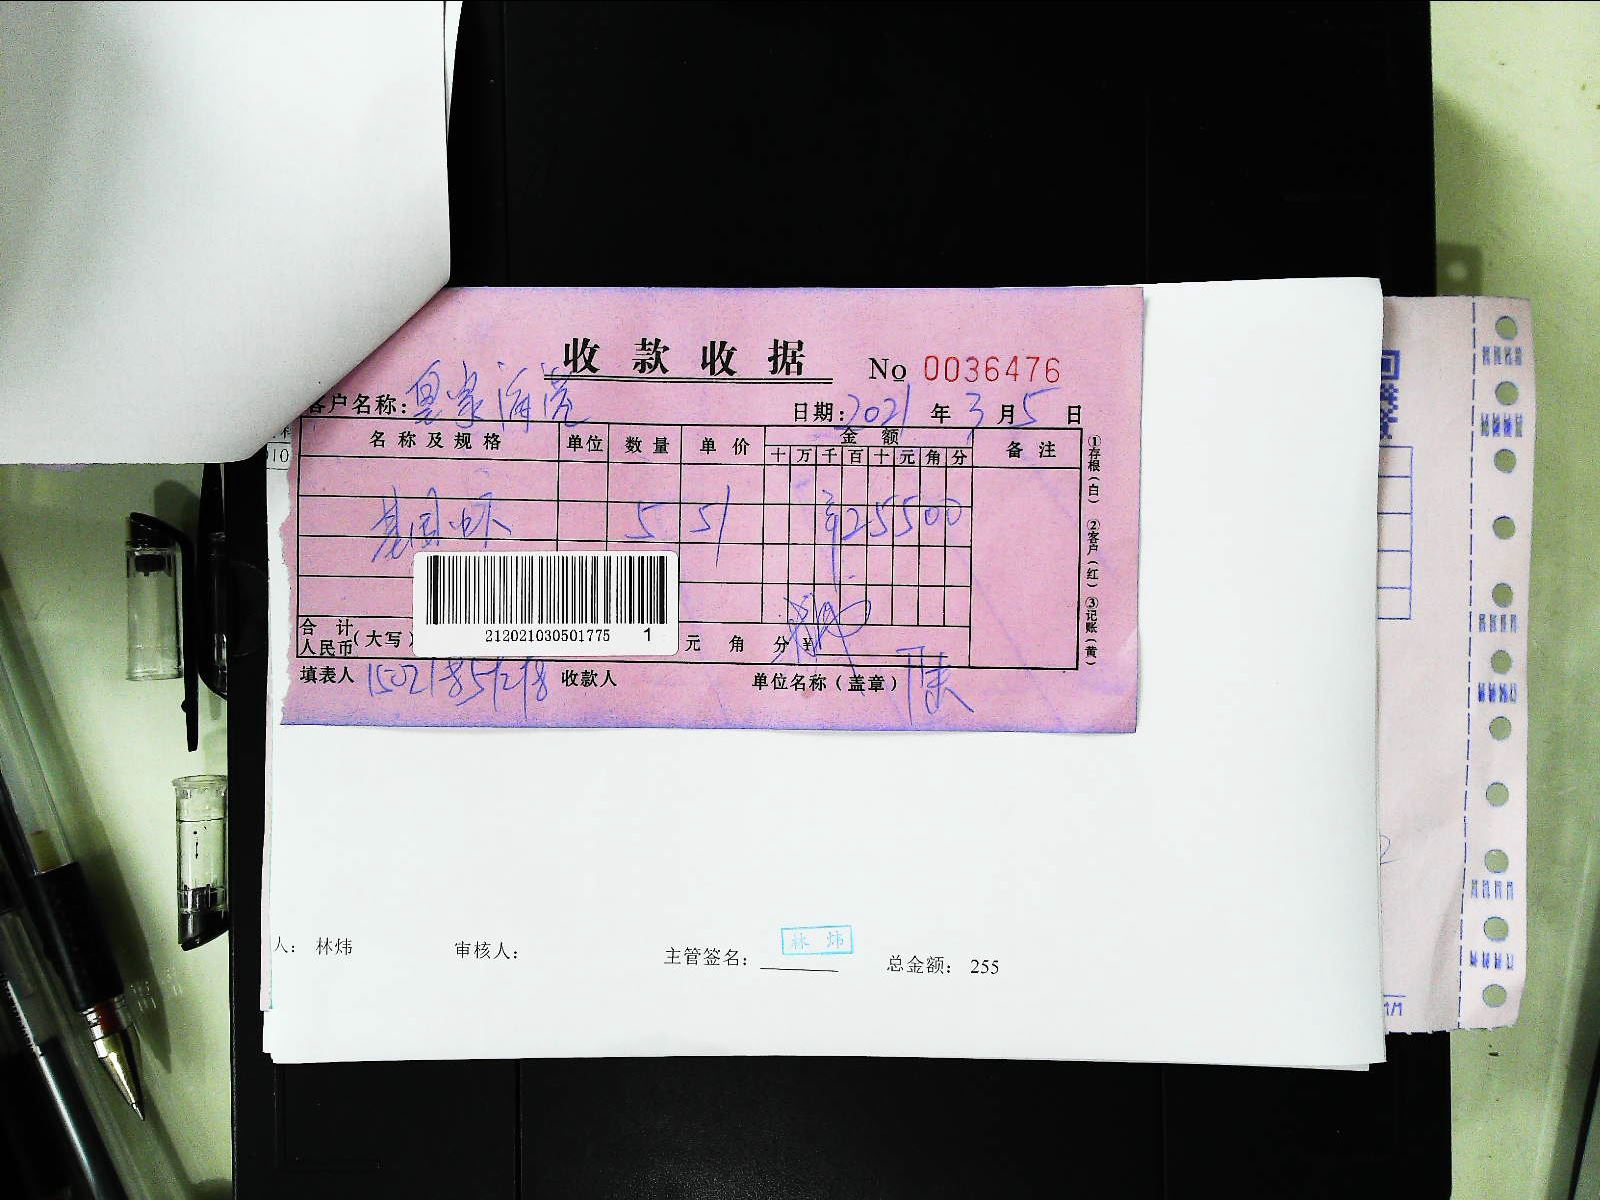 收款收据 No 0036476
客户名称: 日期: 2021 年 3 月 5 日
名称及规格 单位 数量 单价 金额 备注
十 万 千 百 十 元 角 分
基围虾 5 51 ¥25500
合计人民币(大写) 元 角 分 ¥
212021030501775 1
填表人 收款人 单位名称(盖章)
①存根(白) ②客户(红) ③记账(黄)
人: 林炜 审核人: 主管签名: 林炜 总金额: 255